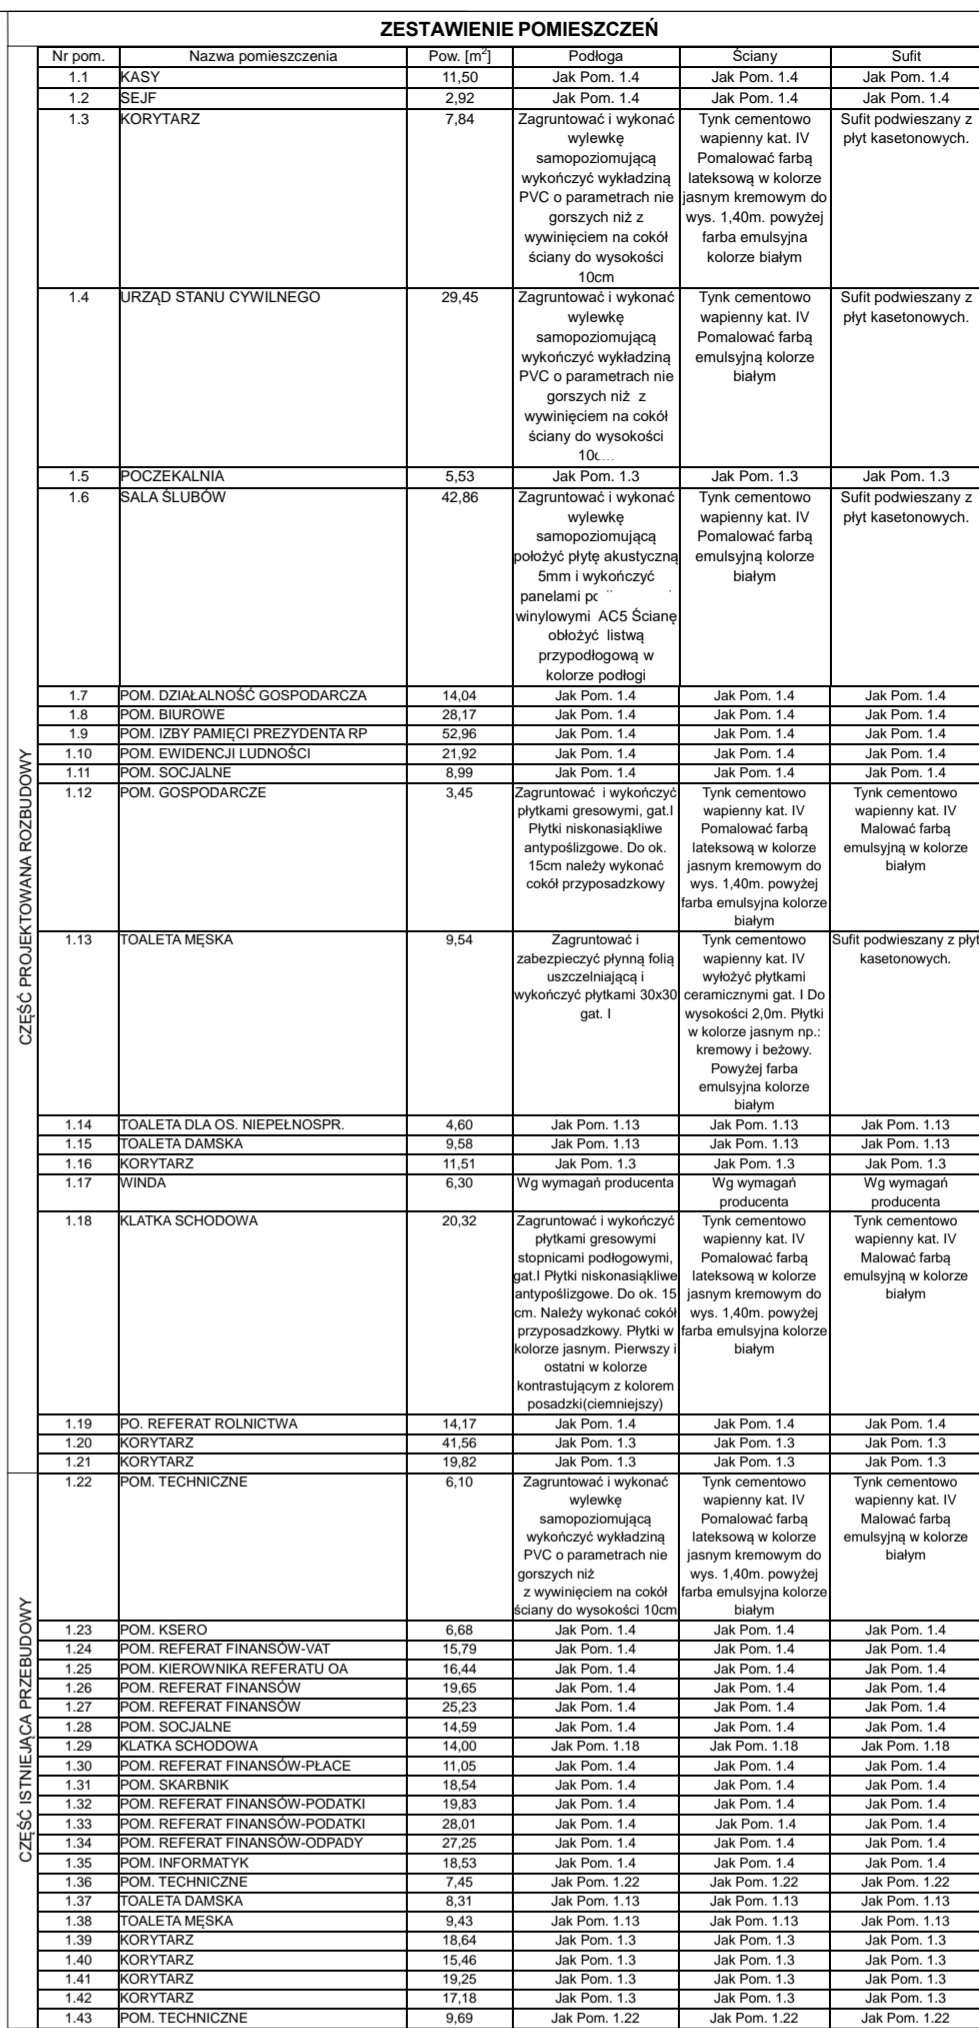 ZESTAWIENIE POMIESZCZEŃ
Nr pom. Nazwa pomieszczenia Pow. [m²] Podłoga Ściany Sufit
CZĘŚĆ PROJEKTOWANA ROZBUDOWY
1.1 KASY 11,50 Jak Pom. 1.4 Jak Pom. 1.4 Jak Pom. 1.4
1.2 SEJF 2,92 Jak Pom. 1.4 Jak Pom. 1.4 Jak Pom. 1.4
1.3 KORYTARZ 7,84 Zagruntować i wykonać Tynk cementowo Sufit podwieszany z
wylewkę wapienny kat. IV płyt kasetonowych.
samopoziomującą Pomalować farbą
wykończyć wykładziną lateksową w kolorze
PVC o parametrach nie jasnym kremowym do
gorszych niż z wys. 1,40m. powyżej
wywinięciem na cokół farba emulsyjna
ściany do wysokości kolorze białym
10cm
1.4 URZĄD STANU CYWILNEGO 29,45 Zagruntować i wykonać Tynk cementowo Sufit podwieszany z
wylewkę wapienny kat. IV płyt kasetonowych.
samopoziomującą Pomalować farbą
wykończyć wykładziną emulsyjną kolorze
PVC o parametrach nie białym
gorszych niż z
wywinięciem na cokół
ściany do wysokości
1.5 POCZEKALNIA 5,53 Jak Pom. 1.3 Jak Pom. 1.3 Jak Pom. 1.3
1.6 SALA ŚLUBÓW 42,86 Zagruntować i wykonać Tynk cementowo Sufit podwieszany z
wylewkę wapienny kat. IV płyt kasetonowych.
samopoziomującą Pomalować farbą
położyć płytę akustyczną emulsyjną kolorze
5mm i wykończyć białym
panelami
winylowymi AC5 Ścianę
obłożyć listwą
przypodłogową w
kolorze podłogi
1.7 POM. DZIAŁALNOŚĆ GOSPODARCZA 14,04 Jak Pom. 1.4 Jak Pom. 1.4 Jak Pom. 1.4
1.8 POM. BIUROWE 28,17 Jak Pom. 1.4 Jak Pom. 1.4 Jak Pom. 1.4
1.9 POM. IZBY PAMIĘCI PREZYDENTA RP 52,96 Jak Pom. 1.4 Jak Pom. 1.4 Jak Pom. 1.4
1.10 POM. EWIDENCJI LUDNOŚCI 21,92 Jak Pom. 1.4 Jak Pom. 1.4 Jak Pom. 1.4
1.11 POM. SOCJALNE 8,99 Jak Pom. 1.4 Jak Pom. 1.4 Jak Pom. 1.4
1.12 POM. GOSPODARCZE 3,45 Zagruntować i wykończyć Tynk cementowo Tynk cementowo
płytkami gresowymi, gat.I wapienny kat. IV wapienny kat. IV
Płytki niskonasiąkliwe Pomalować farbą Malować farbą
antypoślizgowe. Do ok. lateksową w kolorze emulsyjną w kolorze
15cm należy wykonać jasnym kremowym do białym
cokół przyposadzkowy wys. 1,40m. powyżej
farba emulsyjna kolorze
białym
1.13 TOALETA MĘSKA 9,54 Zagruntować i Tynk cementowo Sufit podwieszany z płyt
zabezpieczyć płynną folią wapienny kat. IV kasetonowych.
uszczelniającą i wyłożyć płytkami
wykończyć płytkami 30x30 ceramicznymi gat. I Do
gat. I wysokości 2,0m. Płytki
w kolorze jasnym np.:
kremowy i beżowy.
Powyżej farba
emulsyjna kolorze
białym
1.14 TOALETA DLA OS. NIEPEŁNOSPR. 4,60 Jak Pom. 1.13 Jak Pom. 1.13 Jak Pom. 1.13
1.15 TOALETA DAMSKA 9,58 Jak Pom. 1.13 Jak Pom. 1.13 Jak Pom. 1.13
1.16 KORYTARZ 11,51 Jak Pom. 1.3 Jak Pom. 1.3 Jak Pom. 1.3
1.17 WINDA 6,30 Wg wymagań producenta Wg wymagań Wg wymagań
producenta producenta
1.18 KLATKA SCHODOWA 20,32 Zagruntować i wykończyć Tynk cementowo Tynk cementowo
płytkami gresowymi wapienny kat. IV wapienny kat. IV
stopnicami podłogowymi, Pomalować farbą Malować farbą
gat.I Płytki niskonasiąkliwe lateksową w kolorze emulsyjną w kolorze
antypoślizgowe. Do ok. 15 jasnym kremowym do białym
cm. Należy wykonać cokół wys. 1,40m. powyżej
przyposadzkowy. Płytki w farba emulsyjna kolorze
kolorze jasnym. Pierwszy i białym
ostatni w kolorze
kontrastującym z kolorem
posadzki(ciemniejszy)
1.19 PO. REFERAT ROLNICTWA 14,17 Jak Pom. 1.4 Jak Pom. 1.4 Jak Pom. 1.4
1.20 KORYTARZ 41,56 Jak Pom. 1.3 Jak Pom. 1.3 Jak Pom. 1.3
1.21 KORYTARZ 19,82 Jak Pom. 1.3 Jak Pom. 1.3 Jak Pom. 1.3
CZĘŚĆ ISTNIEJĄCA PRZEBUDOWY
1.22 POM. TECHNICZNE 6,10 Zagruntować i wykonać Tynk cementowo Tynk cementowo
wylewkę wapienny kat. IV wapienny kat. IV
samopoziomującą Pomalować farbą Malować farbą
wykończyć wykładziną lateksową w kolorze emulsyjną w kolorze
PVC o parametrach nie jasnym kremowym do białym
gorszych niż wys. 1,40m. powyżej
z wywinięciem na cokół farba emulsyjna kolorze
ściany do wysokości 10cm białym
1.23 POM. KSERO 6,68 Jak Pom. 1.4 Jak Pom. 1.4 Jak Pom. 1.4
1.24 POM. REFERAT FINANSÓW-VAT 15,79 Jak Pom. 1.4 Jak Pom. 1.4 Jak Pom. 1.4
1.25 POM. KIEROWNIKA REFERATU OA 16,44 Jak Pom. 1.4 Jak Pom. 1.4 Jak Pom. 1.4
1.26 POM. REFERAT FINANSÓW 19,65 Jak Pom. 1.4 Jak Pom. 1.4 Jak Pom. 1.4
1.27 POM. REFERAT FINANSÓW 25,23 Jak Pom. 1.4 Jak Pom. 1.4 Jak Pom. 1.4
1.28 POM. SOCJALNE 14,59 Jak Pom. 1.4 Jak Pom. 1.4 Jak Pom. 1.4
1.29 KLATKA SCHODOWA 14,00 Jak Pom. 1.18 Jak Pom. 1.18 Jak Pom. 1.18
1.30 POM. REFERAT FINANSÓW-PŁACE 11,05 Jak Pom. 1.4 Jak Pom. 1.4 Jak Pom. 1.4
1.31 POM. SKARBNIK 18,54 Jak Pom. 1.4 Jak Pom. 1.4 Jak Pom. 1.4
1.32 POM. REFERAT FINANSÓW-PODATKI 19,83 Jak Pom. 1.4 Jak Pom. 1.4 Jak Pom. 1.4
1.33 POM. REFERAT FINANSÓW-PODATKI 28,01 Jak Pom. 1.4 Jak Pom. 1.4 Jak Pom. 1.4
1.34 POM. REFERAT FINANSÓW-ODPADY 27,25 Jak Pom. 1.4 Jak Pom. 1.4 Jak Pom. 1.4
1.35 POM. INFORMATYK 18,53 Jak Pom. 1.4 Jak Pom. 1.4 Jak Pom. 1.4
1.36 POM. TECHNICZNE 7,45 Jak Pom. 1.22 Jak Pom. 1.22 Jak Pom. 1.22
1.37 TOALETA DAMSKA 8,31 Jak Pom. 1.13 Jak Pom. 1.13 Jak Pom. 1.13
1.38 TOALETA MĘSKA 9,43 Jak Pom. 1.13 Jak Pom. 1.13 Jak Pom. 1.13
1.39 KORYTARZ 18,64 Jak Pom. 1.3 Jak Pom. 1.3 Jak Pom. 1.3
1.40 KORYTARZ 15,46 Jak Pom. 1.3 Jak Pom. 1.3 Jak Pom. 1.3
1.41 KORYTARZ 19,25 Jak Pom. 1.3 Jak Pom. 1.3 Jak Pom. 1.3
1.42 KORYTARZ 17,18 Jak Pom. 1.3 Jak Pom. 1.3 Jak Pom. 1.3
1.43 POM. TECHNICZNE 9,69 Jak Pom. 1.22 Jak Pom. 1.22 Jak Pom. 1.22